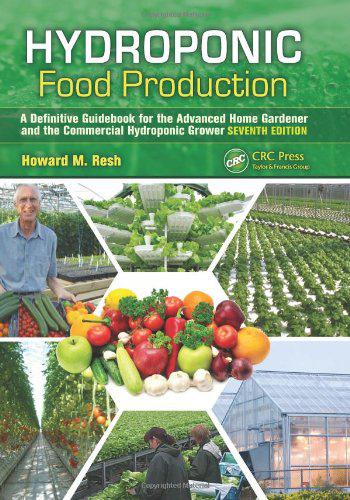 HYDROPONIC
Food Production
A Definitive Guidebook for the Advanced Home Gardener
and the Commercial Hydroponic Grower SEVENTH EDITION
Howard M. Resh
CRC CRC Press
Taylor & Francis Group